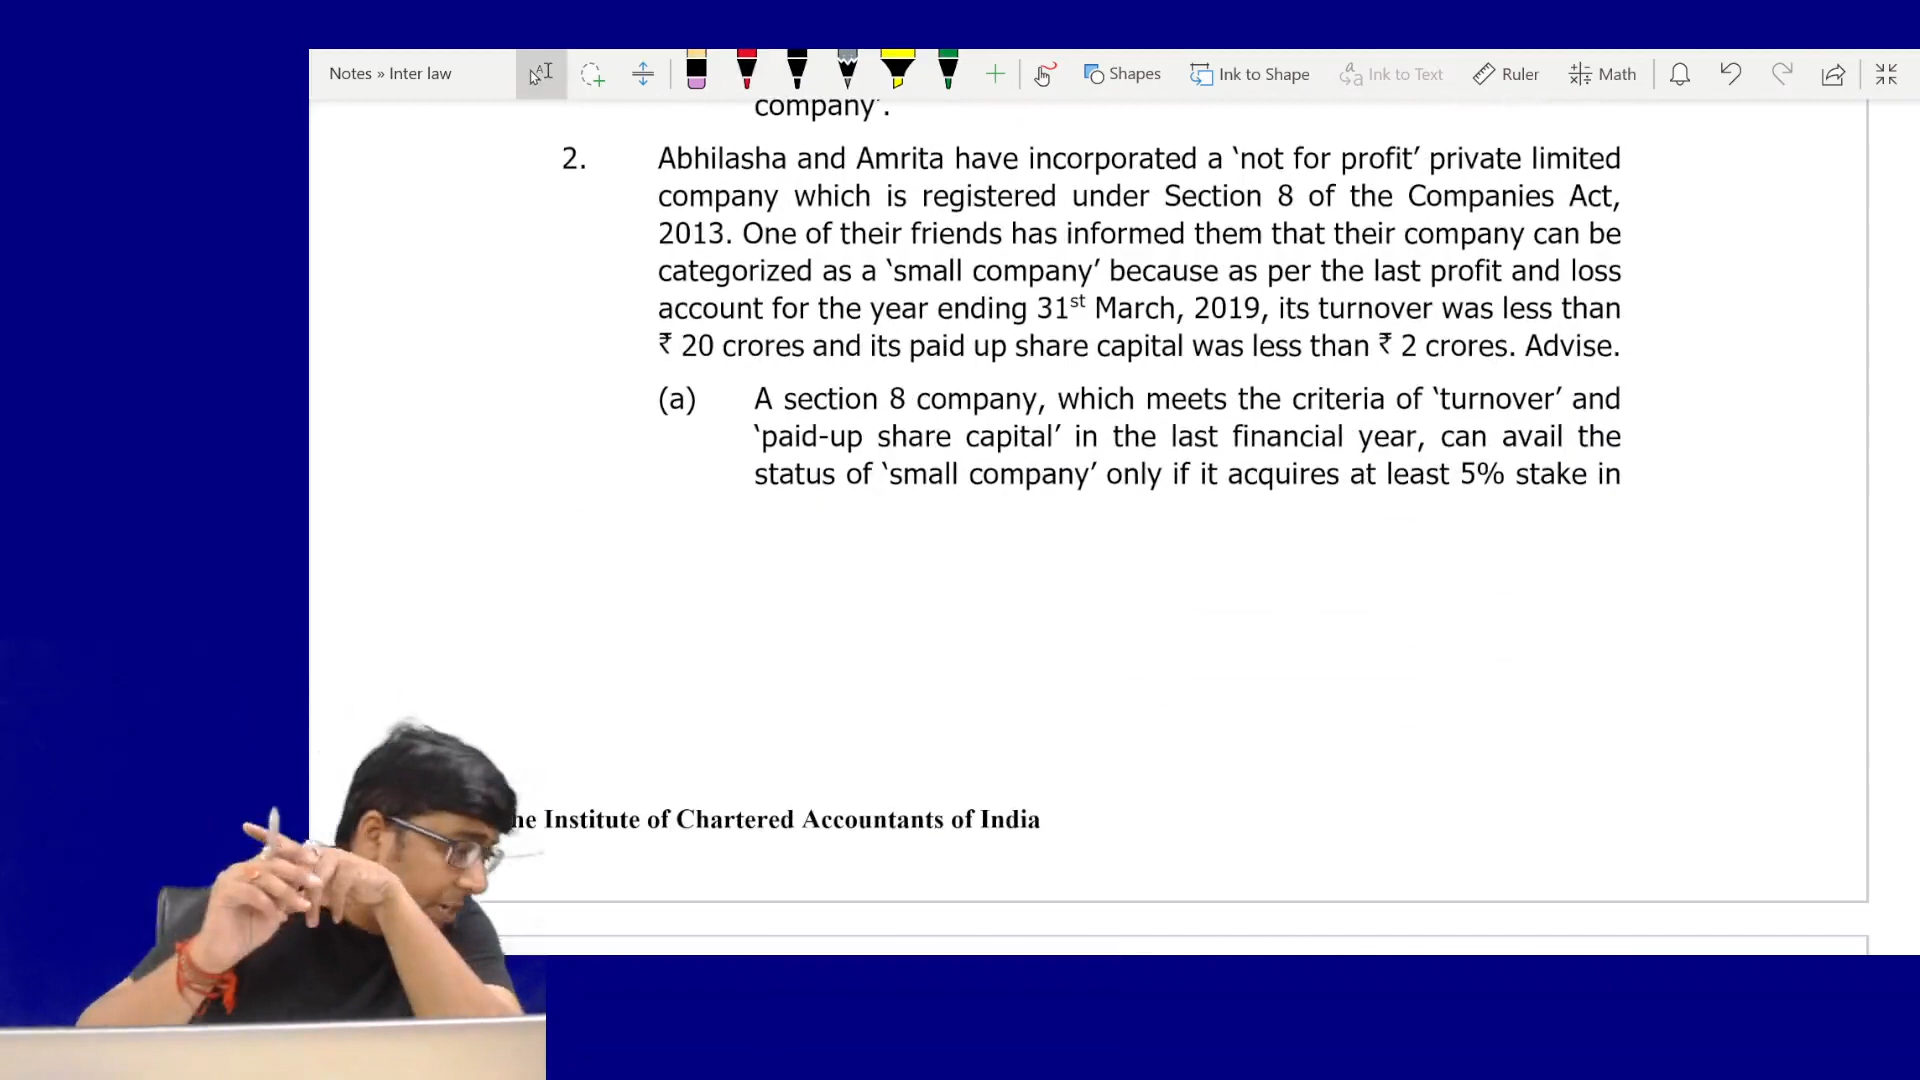 Notes » Inter law
Shapes
Ink to Shape
Ink to Text
Ruler
Math
company'.
2. Abhilasha and Amrita have incorporated a ‘not for profit’ private limited
company which is registered under Section 8 of the Companies Act,
2013. One of their friends has informed them that their company can be
categorized as a ‘small company’ because as per the last profit and loss
account for the year ending 31st March, 2019, its turnover was less than
₹ 20 crores and its paid up share capital was less than ₹ 2 crores. Advise.
(a) A section 8 company, which meets the criteria of ‘turnover’ and
‘paid-up share capital’ in the last financial year, can avail the
status of ‘small company’ only if it acquires at least 5% stake in
he Institute of Chartered Accountants of India